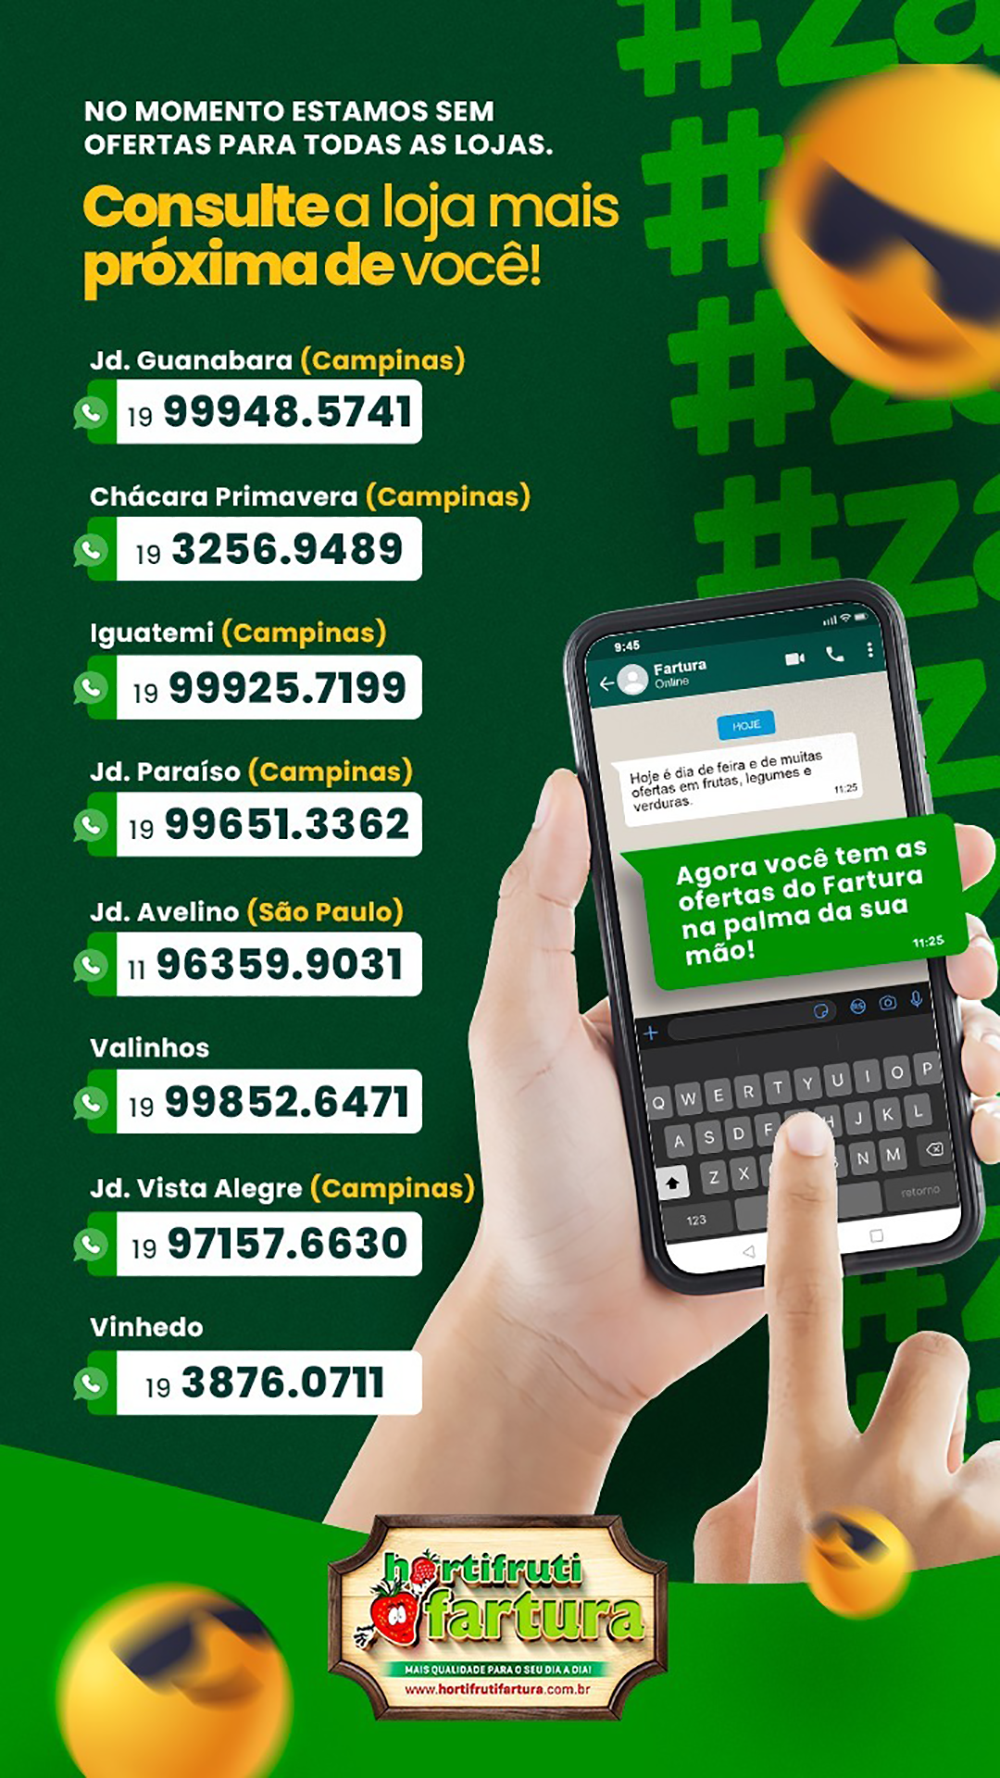 NO MOMENTO ESTAMOS SEM
OFERTAS PARA TODAS AS LOJAS.
Consulte a loja mais
próxima de você!
Jd. Guanabara (Campinas)
19 99948.5741
Chácara Primavera (Campinas)
19 3256.9489
Iguatemi (Campinas)
19 99925.7199
Jd. Paraíso (Campinas)
19 99651.3362
Jd. Avelino (São Paulo)
11 96359.9031
Valinhos
19 99852.6471
Jd. Vista Alegre (Campinas)
19 97157.6630
Vinhedo
19 3876.0711
9:45
Fartura
Online
HOJE
Hoje é dia de feira e de muitas
ofertas em frutas, legumes e
verduras.
11:25
Agora você tem as
ofertas do Fartura
na palma da sua
mão!
11:25
Q W E R T Y U I O P
A S D F H J K L
Z X N M
123
retorno
hortifruti
fartura
MAIS QUALIDADE PARA O SEU DIA A DIA!
www.hortifrutifartura.com.br